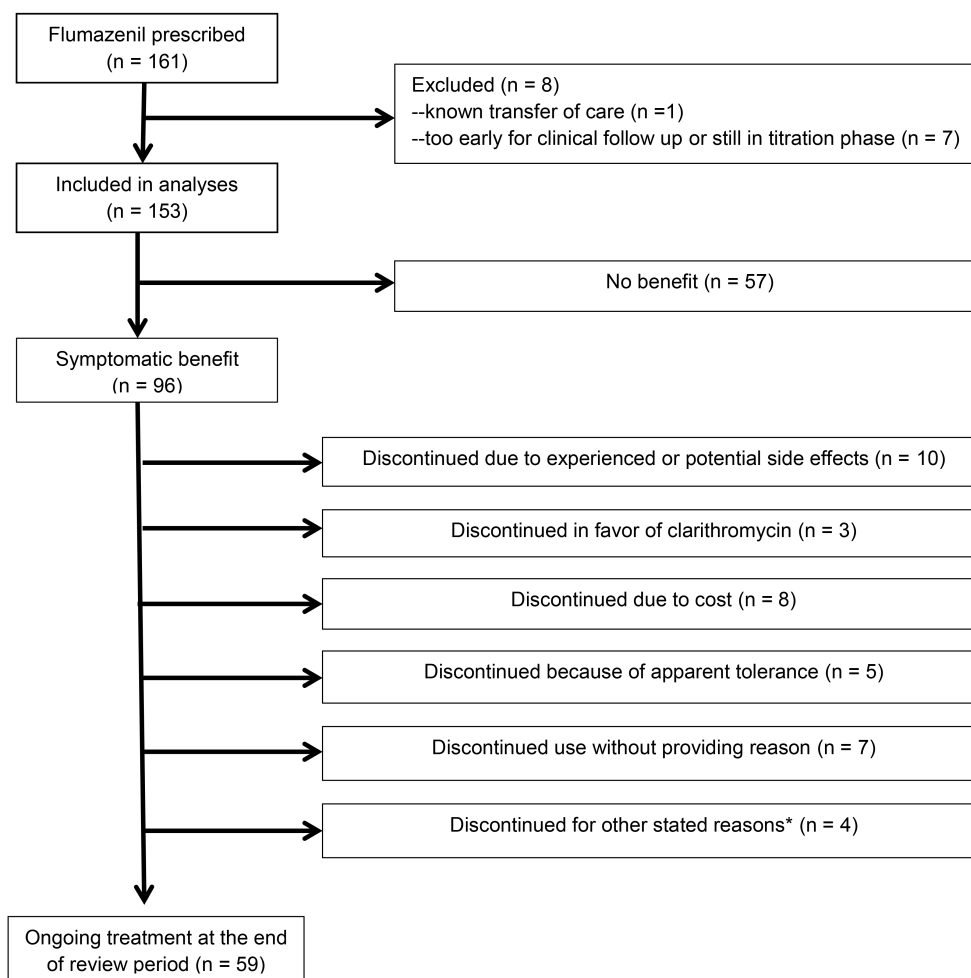 Flumazenil prescribed
(n = 161)
Excluded (n = 8)
--known transfer of care (n =1)
--too early for clinical follow up or still in titration phase (n = 7)
Included in analyses
(n = 153)
No benefit (n = 57)
Symptomatic benefit
(n = 96)
Discontinued due to experienced or potential side effects (n = 10)
Discontinued in favor of clarithromycin (n = 3)
Discontinued due to cost (n = 8)
Discontinued because of apparent tolerance (n = 5)
Discontinued use without providing reason (n = 7)
Discontinued for other stated reasons* (n = 4)
Ongoing treatment at the end
of review period (n = 59)